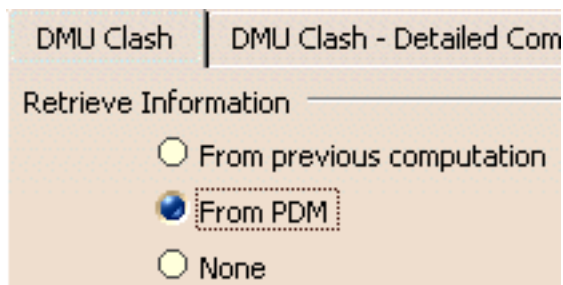 DMU Clash
DMU Clash - Detailed Com
Retrieve Information
From previous computation
From PDM
None